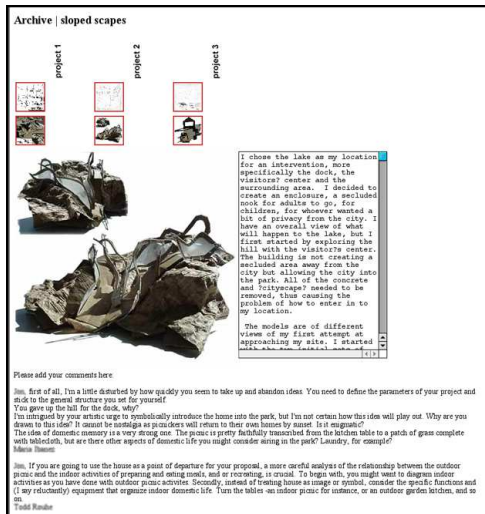 Archive | sloped scapes
project 1
project 2
project 3
I chose the lake as my location
for an intervention, more
specifically the dock, the
visitors? center and the
surrounding area.  I decided to
create an enclosure, a secluded
nook for adults to go, for
children, for whoever wanted a
bit of privacy from the city. I
have an overall view of what
will happen to the lake, but I
first started by exploring the
hill with the visitor?s center.
The building is not creating a
secluded area away from the
city but allowing the city into
the park. All of the concrete
and ?cityscape? needed to be
removed, thus causing the
problem of how to enter in to
my location.
The models are of different
views of my first attempt at
approaching my site. I started
with the two initial
Please add your comments here:
first of all, I'm a little disturbed by how quickly you seem to take up and abandon ideas. You need to define the parameters of your project and
stick to the general structure you set for yourself.
You gave up the hill for the dock, why?
I'm intrigued by your artistic urge to symbolically introduce the home into the park, but I'm not certain how this idea will play out. Why are you
drawn to this idea? It cannot be nostalgia as picnickers will return to their own homes by sunset. Is it enigmatic?
The idea of domestic memory is a very strong one. The picnic is pretty faithfully transcribed from the kitchen table to a patch of grass complete
with tablecloth, but are there other aspects of domestic life you might consider airing in the park? Laundry, for example?
If you are going to use the house as a point of departure for your proposal, a more careful analysis of the relationship between the outdoor
picnic and the indoor activities of preparing and eating meals, and or recreating, is crucial. To begin with, you might want to diagram indoor
activities as you have done with outdoor picnic activites. Secondly, instead of treating house as image or symbol, consider the specific functions and
(I say reluctantly) equipment that organize indoor domestic life. Turn the tables -an indoor picnic for instance, or an outdoor garden kitchen, and so
on.
Todd Rouhe